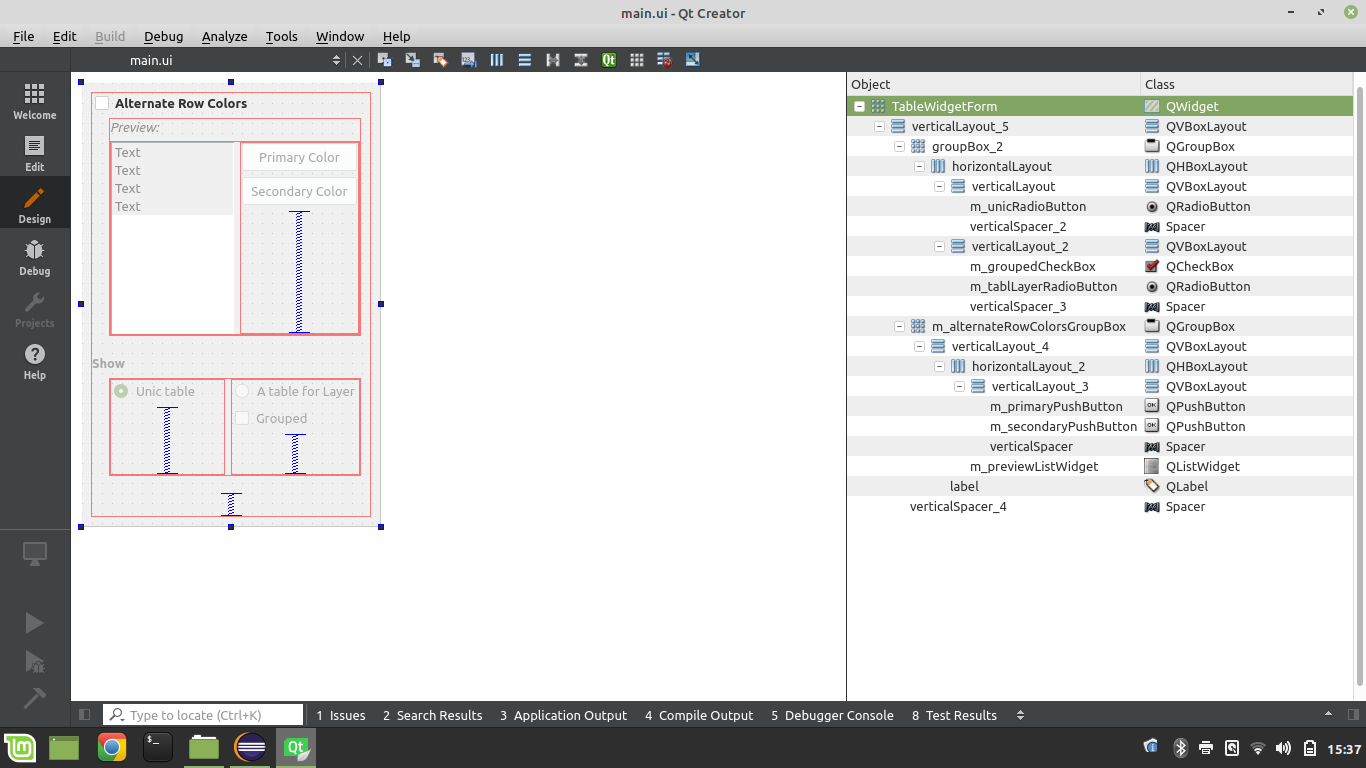 main.ui - Qt Creator
File Edit Build Debug Analyze Tools Window Help
main.ui
Welcome
Edit
Design
Debug
Projects
Help
Alternate Row Colors
Preview:
Text
Text
Text
Text
Primary Color
Secondary Color
Show
Unic table
A table for Layer
Grouped
Object Class
TableWidgetForm QWidget
verticalLayout_5 QVBoxLayout
groupBox_2 QGroupBox
horizontalLayout QHBoxLayout
verticalLayout QVBoxLayout
m_unicRadioButton QRadioButton
verticalSpacer_2 Spacer
verticalLayout_2 QVBoxLayout
m_groupedCheckBox QCheckBox
m_tablLayerRadioButton QRadioButton
verticalSpacer_3 Spacer
m_alternateRowColorsGroupBox QGroupBox
verticalLayout_4 QVBoxLayout
horizontalLayout_2 QHBoxLayout
verticalLayout_3 QVBoxLayout
m_primaryPushButton QPushButton
m_secondaryPushButton QPushButton
verticalSpacer Spacer
m_previewListWidget QListWidget
label QLabel
verticalSpacer_4 Spacer
Type to locate (Ctrl+K) 1 Issues 2 Search Results 3 Application Output 4 Compile Output 5 Debugger Console 8 Test Results
15:37